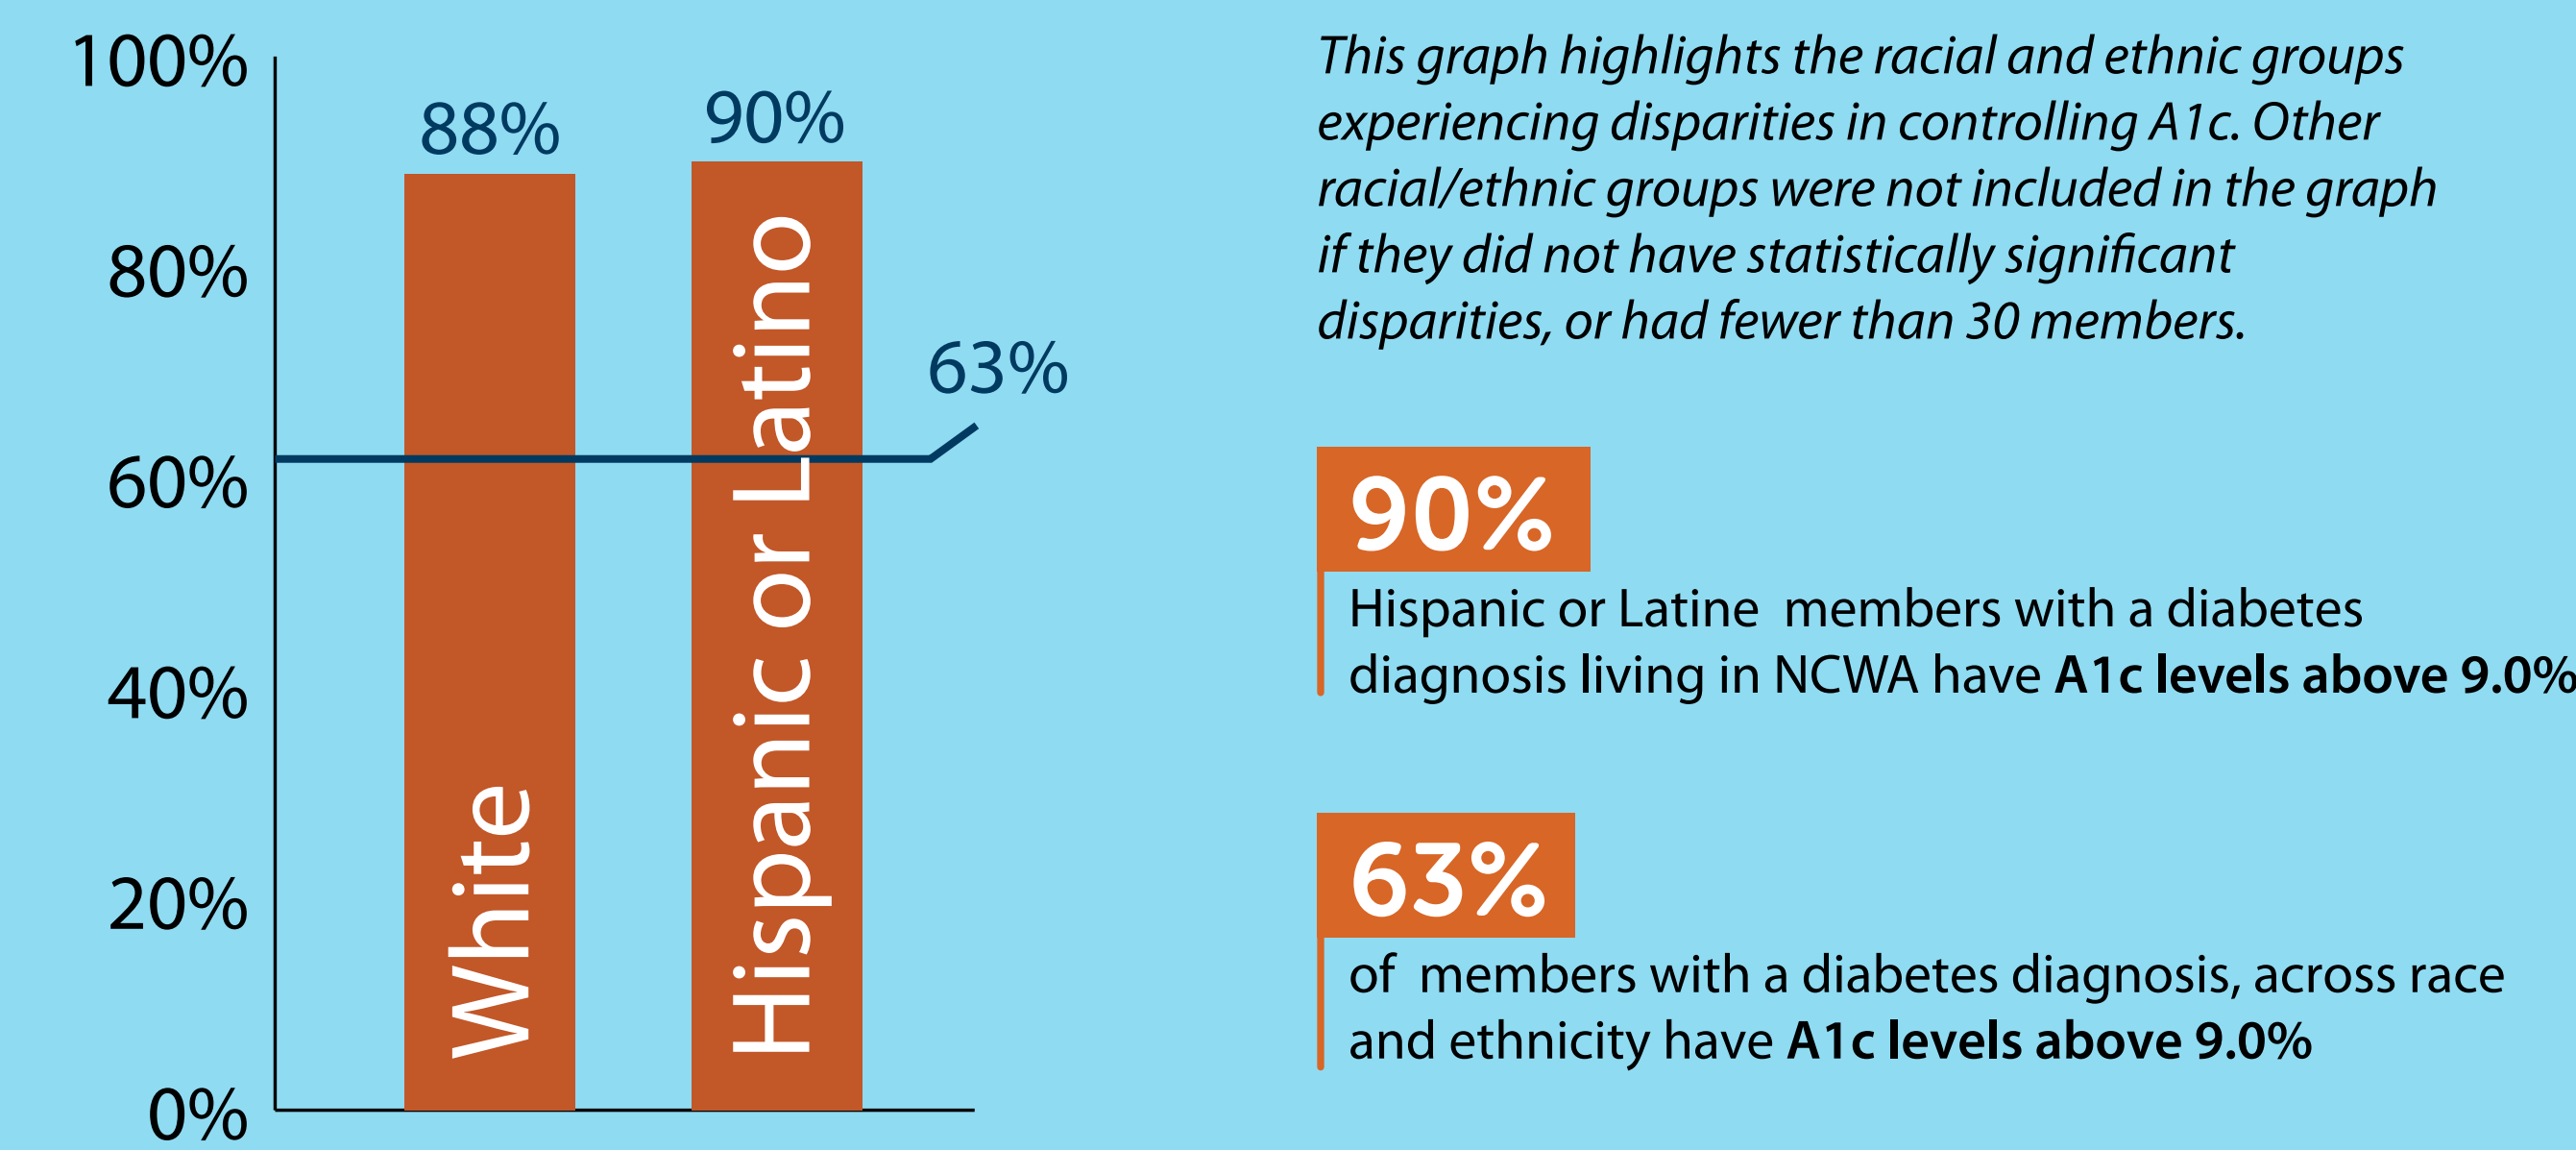 100%
80%
60%
40%
20%
0%
88%
90%
63%
White
Hispanic or Latino
This graph highlights the racial and ethnic groups
experiencing disparities in controlling A1c. Other
racial/ethnic groups were not included in the graph
if they did not have statistically significant
disparities, or had fewer than 30 members.
90%
Hispanic or Latine members with a diabetes
diagnosis living in NCWA have A1c levels above 9.0%
63%
of members with a diabetes diagnosis, across race
and ethnicity have A1c levels above 9.0%